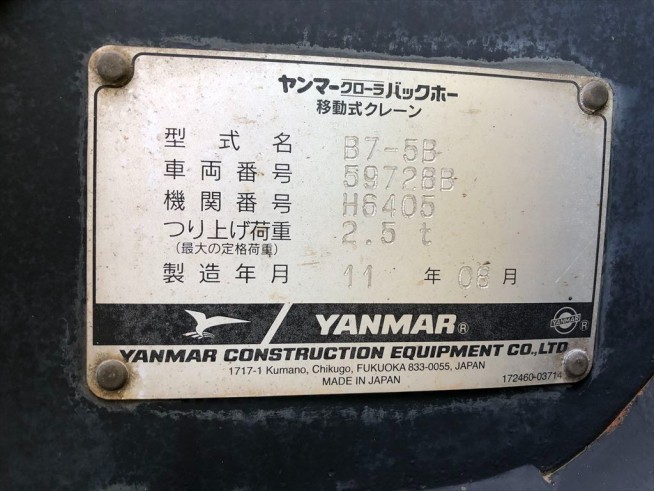 ヤンマークローラバックホー
移動式クレーン
型式名 B7-5B
車両番号 59728B
機関番号 H6405
つり上げ荷重 2.5 t
(最大の定格荷重)
製造年月 11 年 08 月
YANMAR®
YANMAR ®
YANMAR CONSTRUCTION EQUIPMENT CO.,LTD
1717-1 Kumano, Chikugo, FUKUOKA 833-0055, JAPAN
MADE IN JAPAN
172460-03714